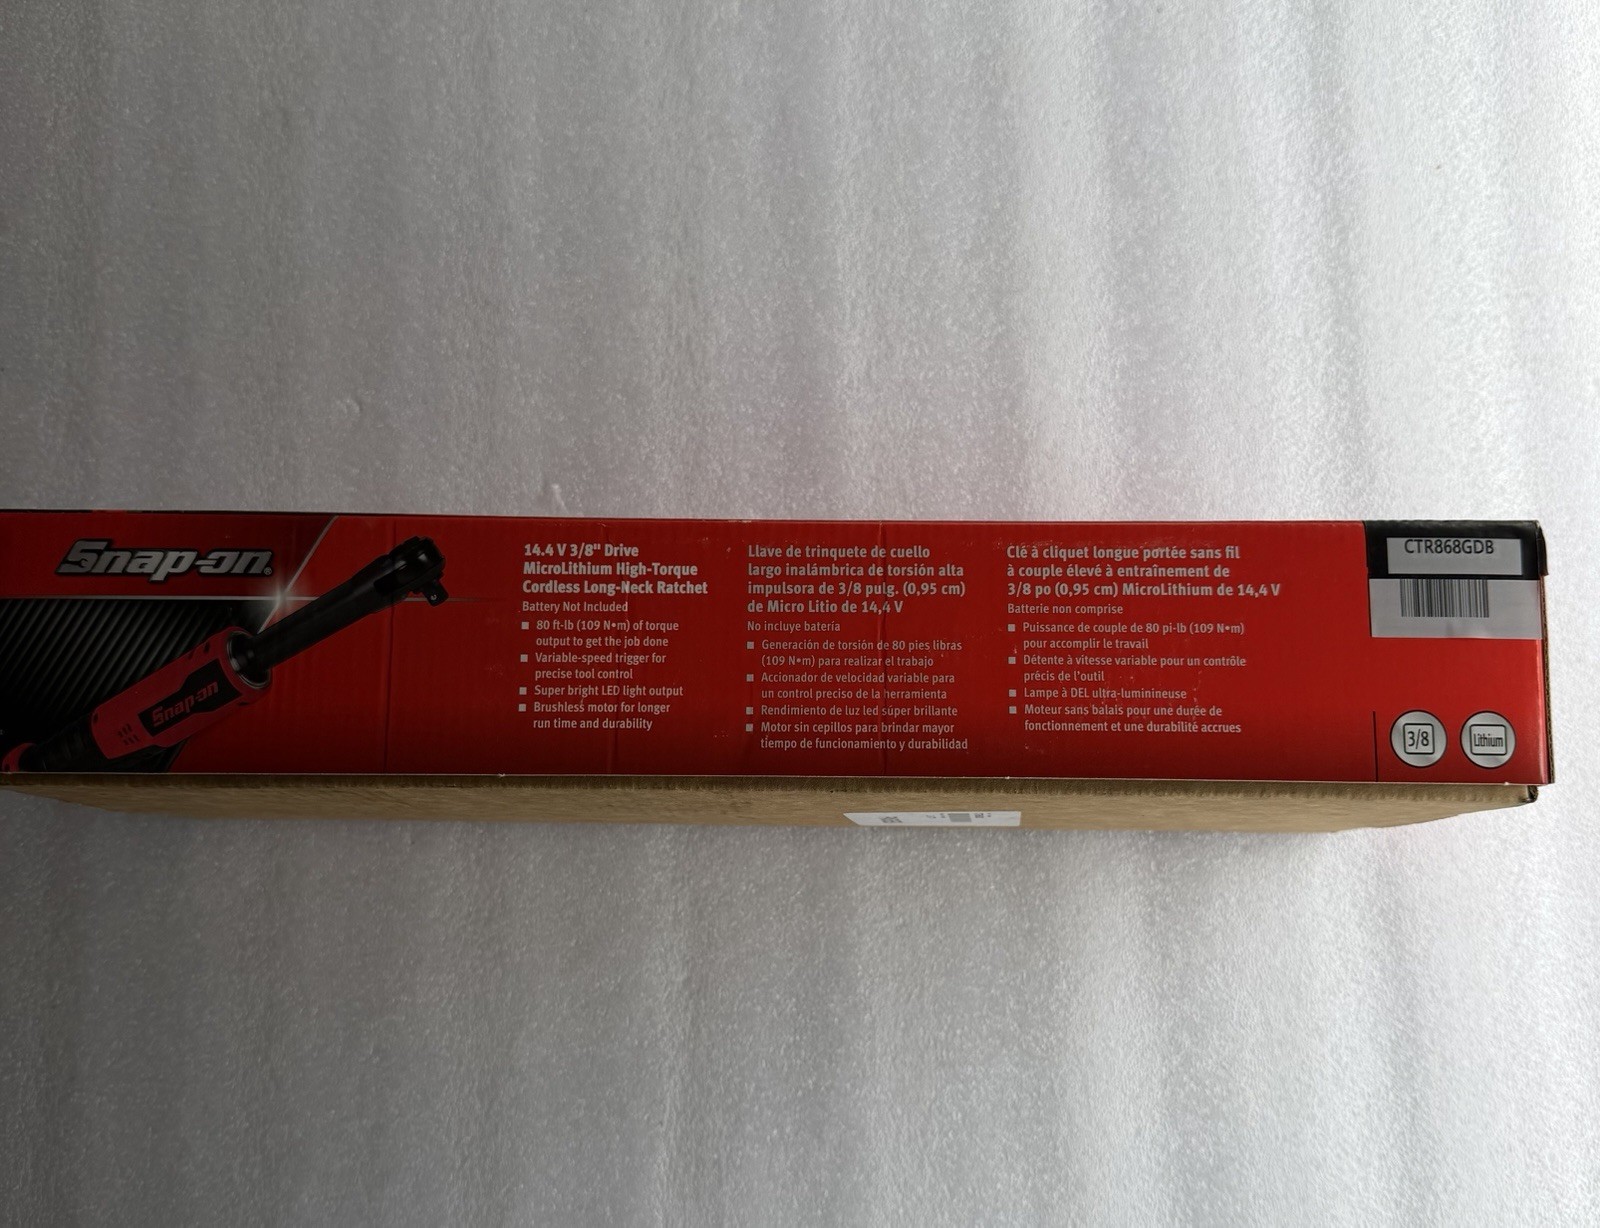 Snap-on
Snap-on
14.4 V 3/8" Drive
MicroLithium High-Torque
Cordless Long-Neck Ratchet
Battery Not Included
■ 80 ft-lb (109 N•m) of torque
output to get the job done
■ Variable-speed trigger for
precise tool control
■ Super bright LED light output
■ Brushless motor for longer
run time and durability
Llave de trinquete de cuello
largo inalámbrica de torsión alta
impulsora de 3/8 pulg. (0,95 cm)
de Micro Litio de 14,4 V
No incluye batería
■ Generación de torsión de 80 pies libras
(109 N•m) para realizar el trabajo
■ Accionador de velocidad variable para
un control preciso de la herramienta
■ Rendimiento de luz led súper brillante
■ Motor sin cepillos para brindar mayor
tiempo de funcionamiento y durabilidad
Clé à cliquet longue portée sans fil
à couple élevé à entraînement de
3/8 po (0,95 cm) MicroLithium de 14,4 V
Batterie non comprise
■ Puissance de couple de 80 pi-lb (109 N•m)
pour accomplir le travail
■ Détente à vitesse variable pour un contrôle
précis de l'outil
■ Lampe à DEL ultra-lumineuse
■ Moteur sans balais pour une durée de
fonctionnement et une durabilité accrues
CTR868GDB
3/8
Lithium